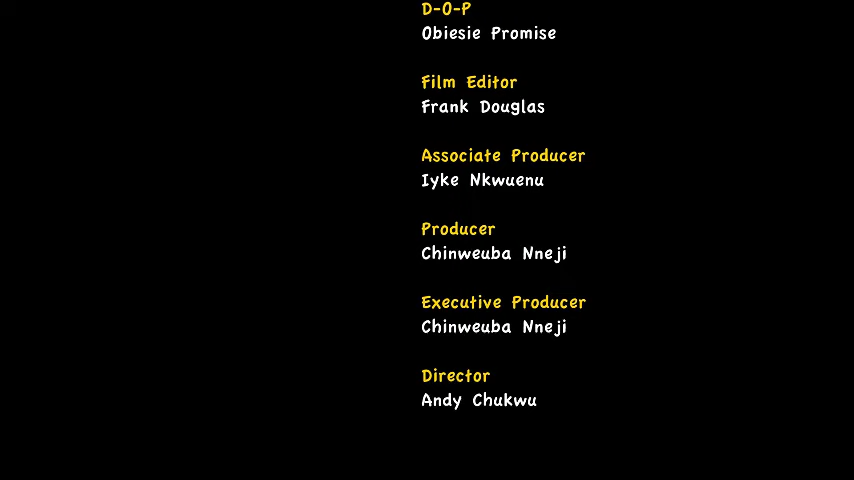 D-O-P
Obiesie Promise
Film Editor
Frank Douglas
Associate Producer
Iyke Nkwuenu
Producer
Chinweuba Nneji
Executive Producer
Chinweuba Nneji
Director
Andy Chukwu